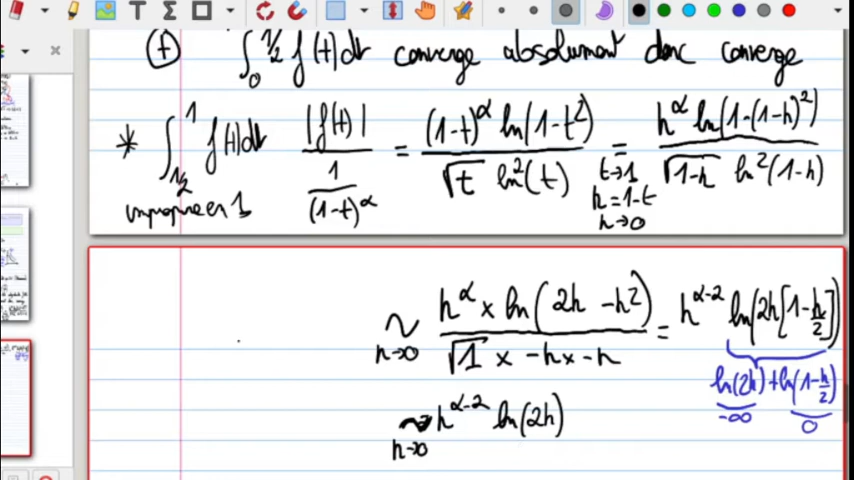 (f) ∫_0^{1/2} f(t)dt converge absolument donc converge
* ∫_{1/2}^1 f(t)dt |f(t)| / (1/(1-t)^α) = (1-t)^α ln(1-t²) / (√t ln²(t)) = h^α ln(1-(1-h)²) / (√(1-h) ln²(1-h))
impropre en 1
t→1
h=1-t
h→0
~_{h→0} h^α × ln(2h - h²) / (√1 × -h × -h) = h^{α-2} ln(2h[1-h/2])
ln(2h) + ln(1-h/2)
-∞ 0
~_{h→0} h^{α-2} ln(2h)